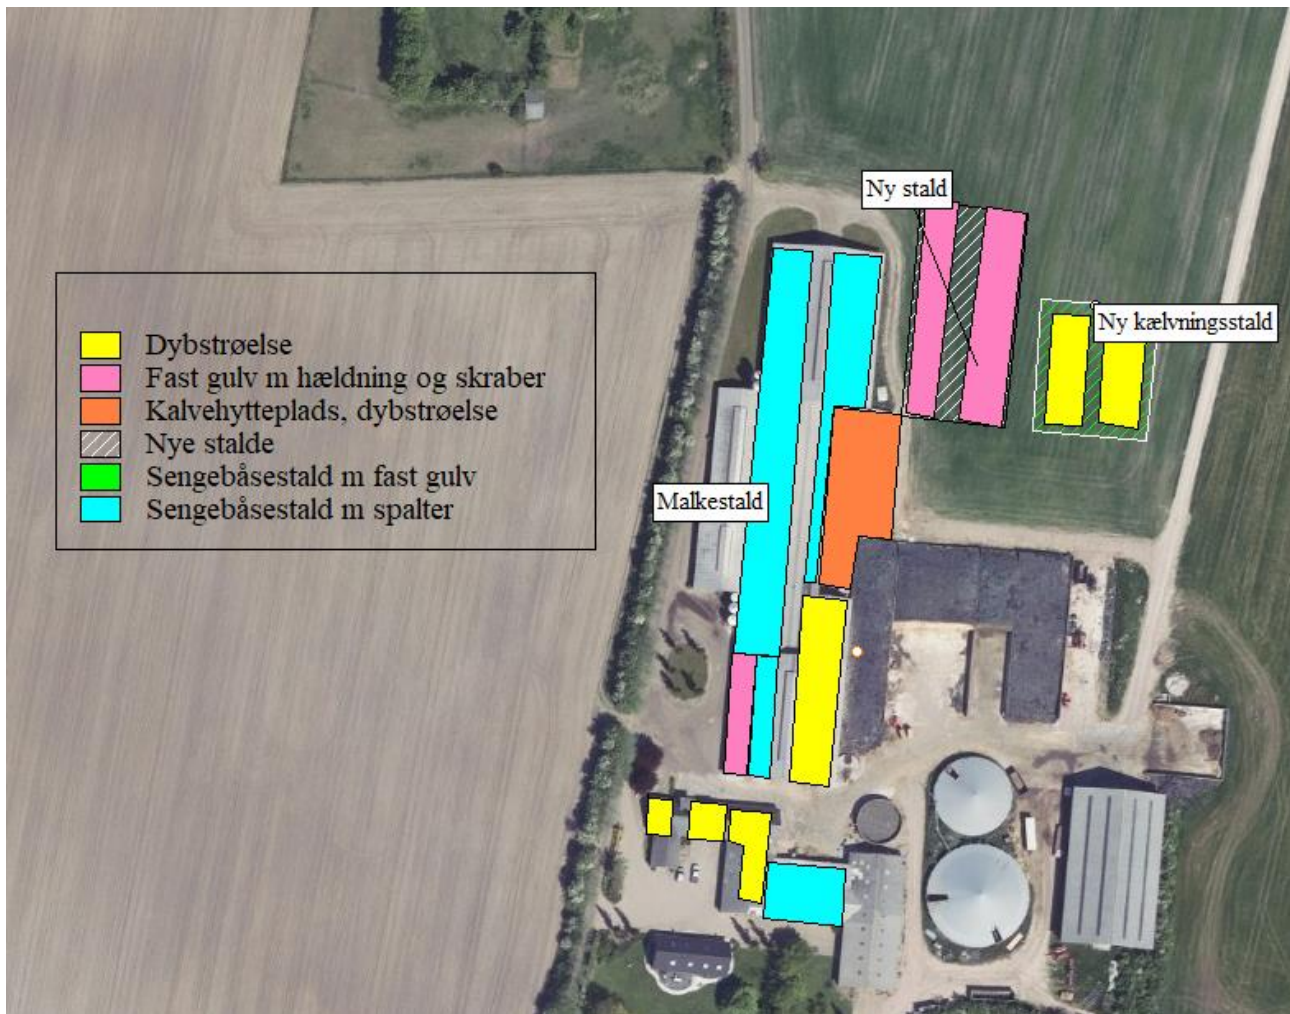 Ny stald
Ny kælvningsstald
Dybstrøelse
Fast gulv m hældning og skraber
Kalvehytteplads, dybstrøelse
Nye stalde
Sengebåsestald m fast gulv
Sengebåsestald m spalter
Malkestald